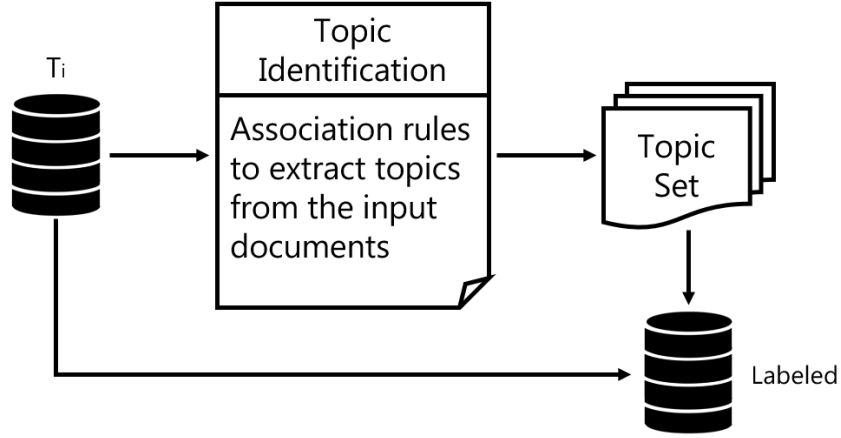 Ti
Topic
Identification
Association rules
to extract topics
from the input
documents
Topic
Set
Labeled